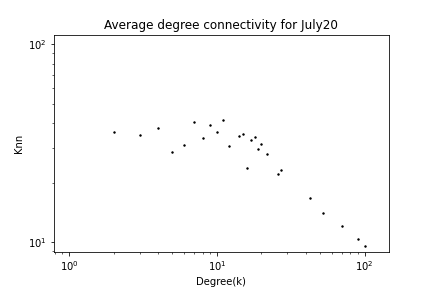 Average degree connectivity for July20
10²
Knn
10¹
10⁰ 10¹ 10²
Degree(k)